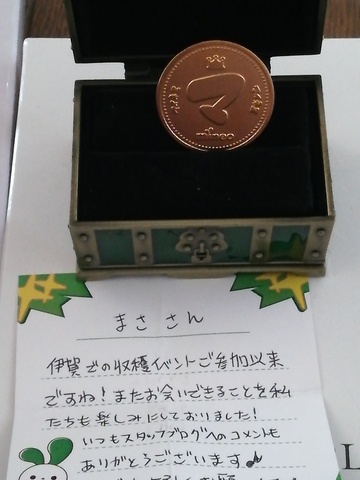 mineo
まささん
伊賀での収穫イベントご参加以来
ですね！またお会いできることを私
たちも楽しみにしておりました！
いつもスタッフブログへのコメントも
ありがとうございます♪
L